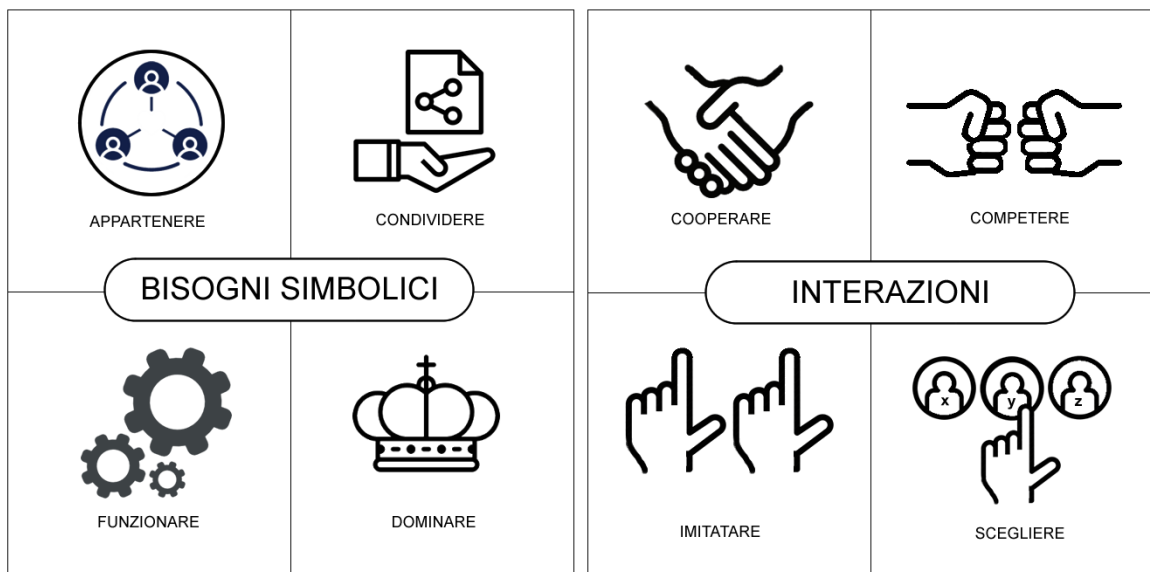 APPARTENERE
CONDIVIDERE
BISOGNI SIMBOLICI
FUNZIONARE
DOMINARE
COOPERARE
COMPETERE
INTERAZIONI
IMITATARE
x
y
z
SCEGLIERE